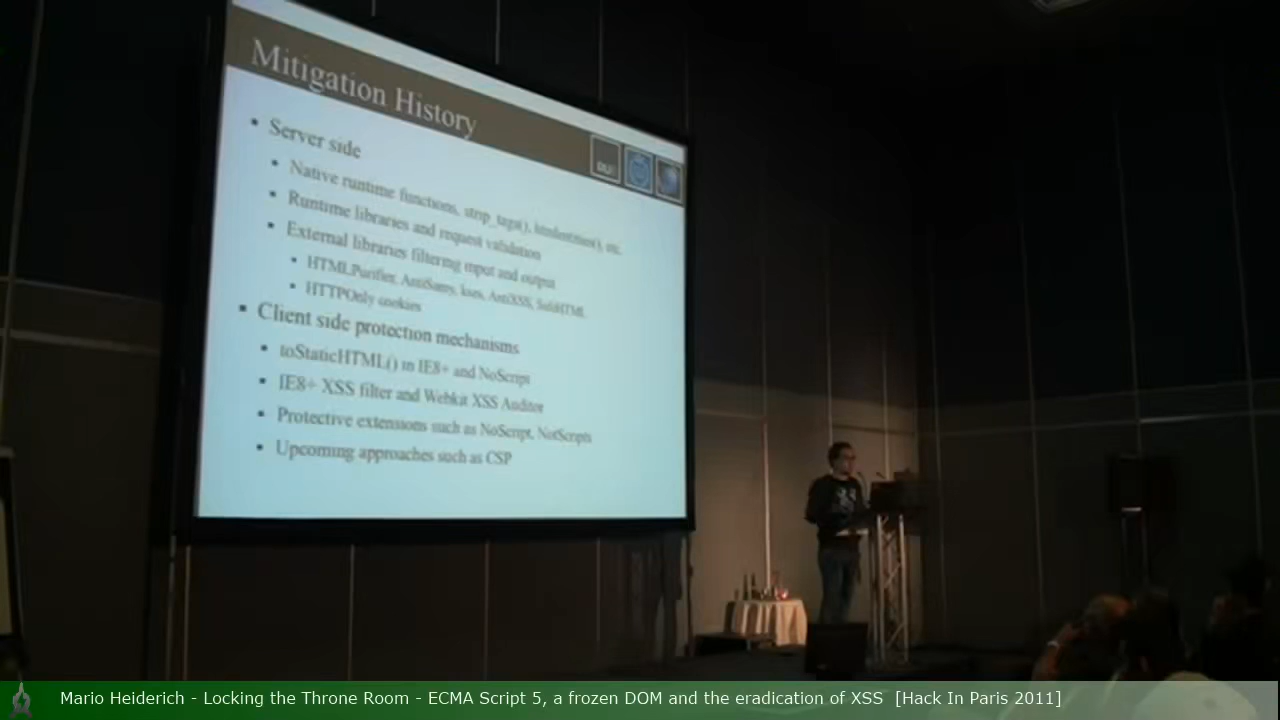 Mitigation History
Server side
Native runtime functions, strip_tags(), htmlentities(), etc.
Runtime libraries and request validation
External libraries filtering input and output
HTMLPurifier, AntiSamy, kses, AntiXSS, SafeHTML
HTTPOnly cookies
Client side protection mechanisms
toStaticHTML() in IE8+ and NoScript
IE8+ XSS filter and Webkit XSS Auditor
Protective extensions such as NoScript, NotScripts
Upcoming approaches such as CSP
Mario Heiderich - Locking the Throne Room - ECMA Script 5, a frozen DOM and the eradication of XSS [Hack In Paris 2011]